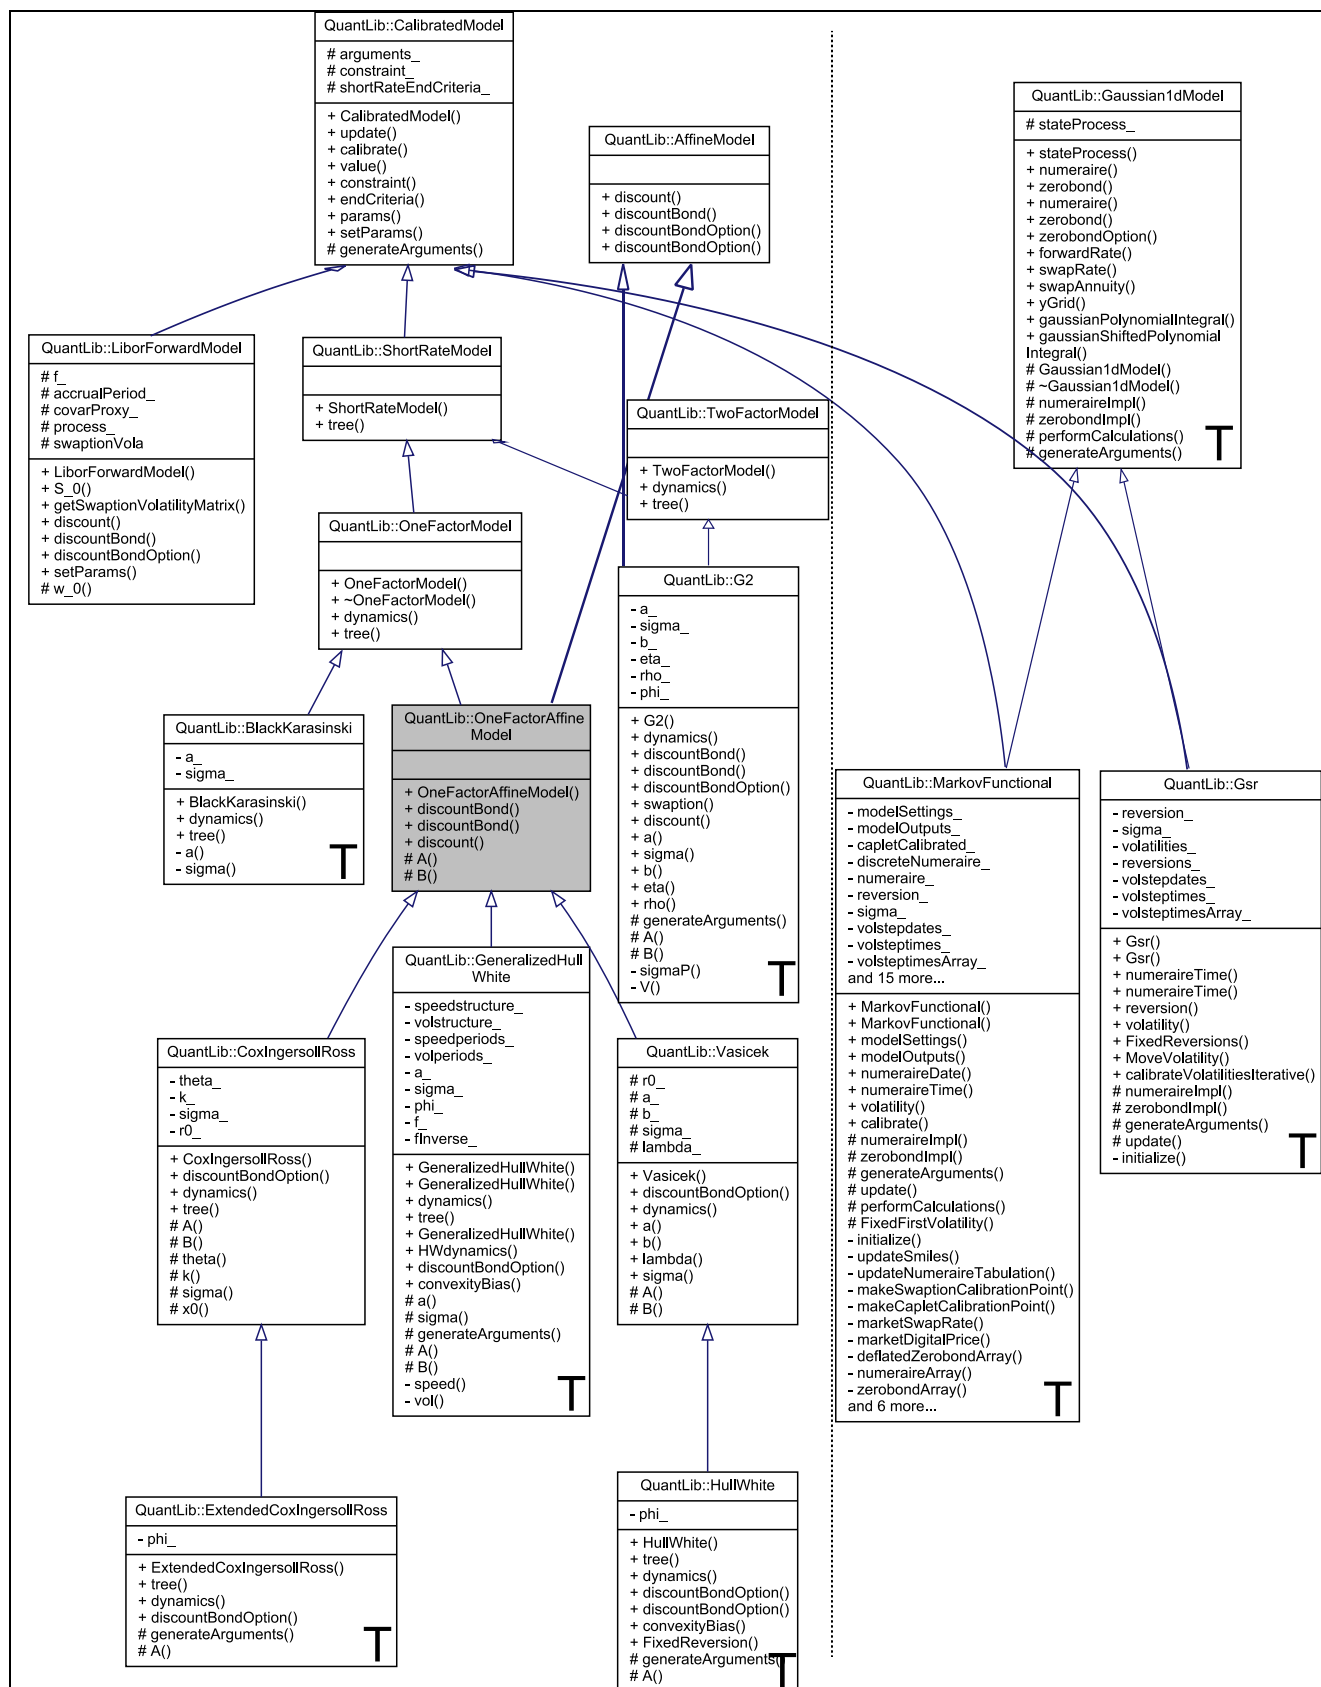 QuantLib::CalibratedModel
# arguments_
# constraint_
# shortRateEndCriteria_
+ CalibratedModel()
+ update()
+ calibrate()
+ value()
+ constraint()
+ endCriteria()
+ params()
+ setParams()
# generateArguments()
QuantLib::AffineModel
+ discount()
+ discountBond()
+ discountBondOption()
+ discountBondOption()
QuantLib::Gaussian1dModel
# stateProcess_
+ stateProcess()
+ numeraire()
+ zerobond()
+ numeraire()
+ zerobond()
+ zerobondOption()
+ forwardRate()
+ swapRate()
+ swapAnnuity()
+ yGrid()
+ gaussianPolynomialIntegral()
+ gaussianShiftedPolynomial
Integral()
# Gaussian1dModel()
# ~Gaussian1dModel()
# numeraireImpl()
# zerobondImpl()
# performCalculations()
# generateArguments()
T
QuantLib::LiborForwardModel
# f_
# accrualPeriod_
# covarProxy_
# process_
# swaptionVola
+ LiborForwardModel()
+ S_0()
+ getSwaptionVolatilityMatrix()
+ discount()
+ discountBond()
+ discountBondOption()
+ setParams()
# w_0()
QuantLib::ShortRateModel
+ ShortRateModel()
+ tree()
QuantLib::TwoFactorModel
+ TwoFactorModel()
+ dynamics()
+ tree()
QuantLib::OneFactorModel
+ OneFactorModel()
+ ~OneFactorModel()
+ dynamics()
+ tree()
QuantLib::G2
- a_
- sigma_
- b_
- eta_
- rho_
- phi_
+ G2()
+ dynamics()
+ discountBond()
+ discountBond()
+ discountBondOption()
+ swaption()
+ discount()
+ a()
+ sigma()
+ b()
+ eta()
+ rho()
# generateArguments()
# A()
# B()
- sigmaP()
- V()
T
QuantLib::BlackKarasinski
- a_
- sigma_
+ BlackKarasinski()
+ dynamics()
+ tree()
- a()
- sigma()
T
QuantLib::OneFactorAffine
Model
+ OneFactorAffineModel()
+ discountBond()
+ discountBond()
+ discount()
# A()
# B()
QuantLib::MarkovFunctional
- modelSettings_
- modelOutputs_
- capletCalibrated_
- discreteNumeraire_
- numeraire_
- reversion_
- sigma_
- volstepdates_
- volsteptimes_
- volsteptimesArray_
and 15 more...
+ MarkovFunctional()
+ MarkovFunctional()
+ modelSettings()
+ modelOutputs()
+ numeraireDate()
+ numeraireTime()
+ volatility()
+ calibrate()
# numeraireImpl()
# zerobondImpl()
# generateArguments()
# update()
# performCalculations()
# FixedFirstVolatility()
- initialize()
- updateSmiles()
- updateNumeraireTabulation()
- makeSwaptionCalibrationPoint()
- makeCapletCalibrationPoint()
- marketSwapRate()
- marketDigitalPrice()
- deflatedZerobondArray()
- numeraireArray()
- zerobondArray()
and 6 more...
T
QuantLib::Gsr
- reversion_
- sigma_
- volatilities_
- reversions_
- volstepdates_
- volsteptimes_
- volsteptimesArray_
+ Gsr()
+ Gsr()
+ numeraireTime()
+ numeraireTime()
+ reversion()
+ volatility()
+ FixedReversions()
+ MoveVolatility()
+ calibrateVolatilitiesIterative()
# numeraireImpl()
# zerobondImpl()
# generateArguments()
# update()
- initialize()
T
QuantLib::CoxIngersollRoss
- theta_
- k_
- sigma_
- r0_
+ CoxIngersollRoss()
+ discountBondOption()
+ dynamics()
+ tree()
# A()
# B()
# theta()
# k()
# sigma()
# x0()
QuantLib::GeneralizedHull
White
- speedstructure_
- volstructure_
- speedperiods_
- volperiods_
- a_
- sigma_
- phi_
- f_
- fInverse_
+ GeneralizedHullWhite()
+ GeneralizedHullWhite()
+ dynamics()
+ tree()
+ GeneralizedHullWhite()
+ HWdynamics()
+ discountBondOption()
+ convexityBias()
# a()
# sigma()
# generateArguments()
# A()
# B()
- speed()
- vol()
T
QuantLib::Vasicek
# r0_
# a_
# b_
# sigma_
# lambda_
+ Vasicek()
+ discountBondOption()
+ dynamics()
+ a()
+ b()
+ lambda()
+ sigma()
# A()
# B()
QuantLib::ExtendedCoxIngersollRoss
- phi_
+ ExtendedCoxIngersollRoss()
+ tree()
+ dynamics()
+ discountBondOption()
# generateArguments()
# A()
T
QuantLib::HullWhite
- phi_
+ HullWhite()
+ tree()
+ dynamics()
+ discountBondOption()
+ discountBondOption()
+ convexityBias()
+ FixedReversion()
# generateArguments()
# A()
T